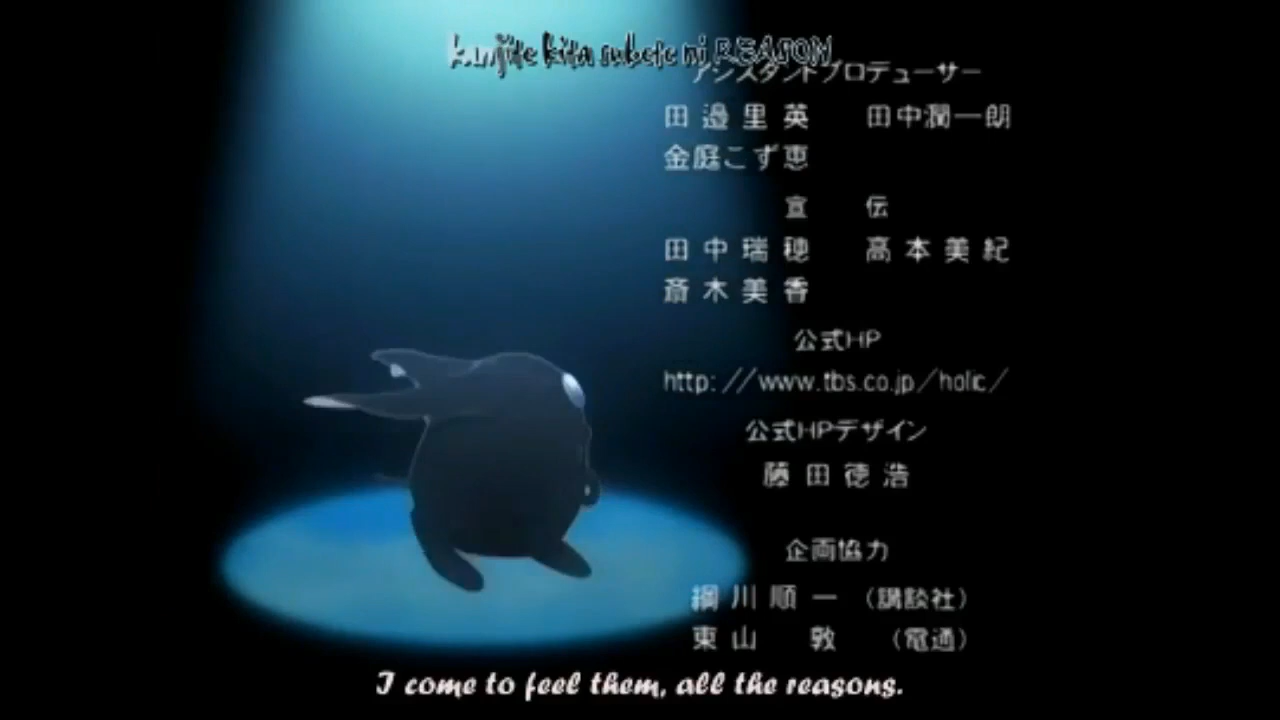 kanjite kita subete ni REASON
アシスタントプロデューサー
田邉里英 田中潤一朗
金庭こず恵
宣 伝
田中瑞穂 高本美紀
斎木美香
公式HP
http://www.tbs.co.jp/holic/
公式HPデザイン
藤田徳浩
企画協力
綱川順一 (講談社)
東山 敦 (電通)
I come to feel them, all the reasons.